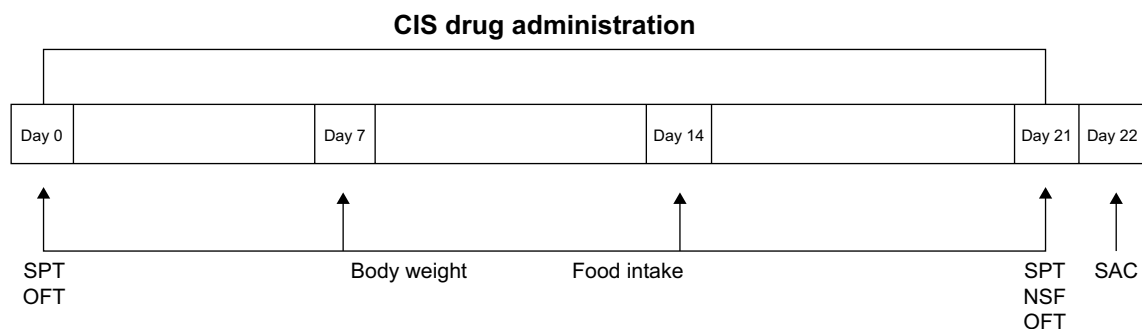 CIS drug administration
Day 0 Day 7 Day 14 Day 21 Day 22
SPT Body weight Food intake SPT SAC
OFT NSF
OFT